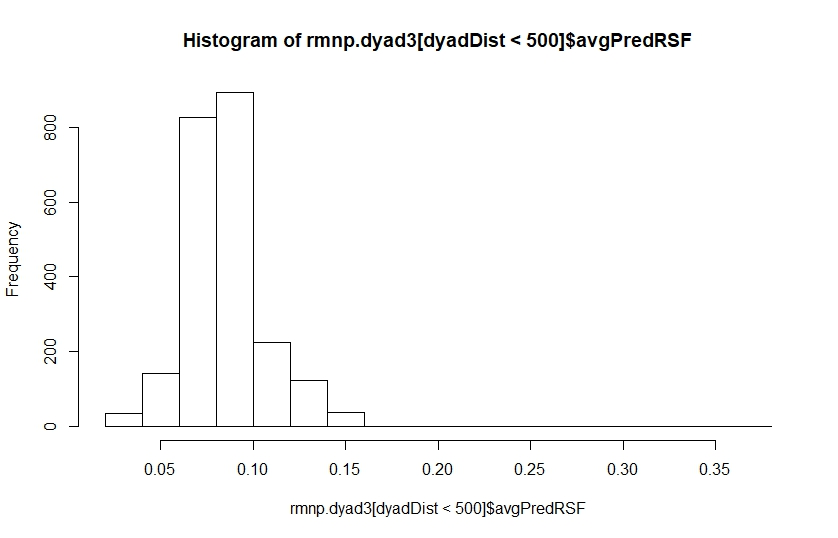 Histogram of rmnp.dyad3[dyadDist < 500]$avgPredRSF
Frequency
800
600
400
200
0
0.05 0.10 0.15 0.20 0.25 0.30 0.35
rmnp.dyad3[dyadDist < 500]$avgPredRSF